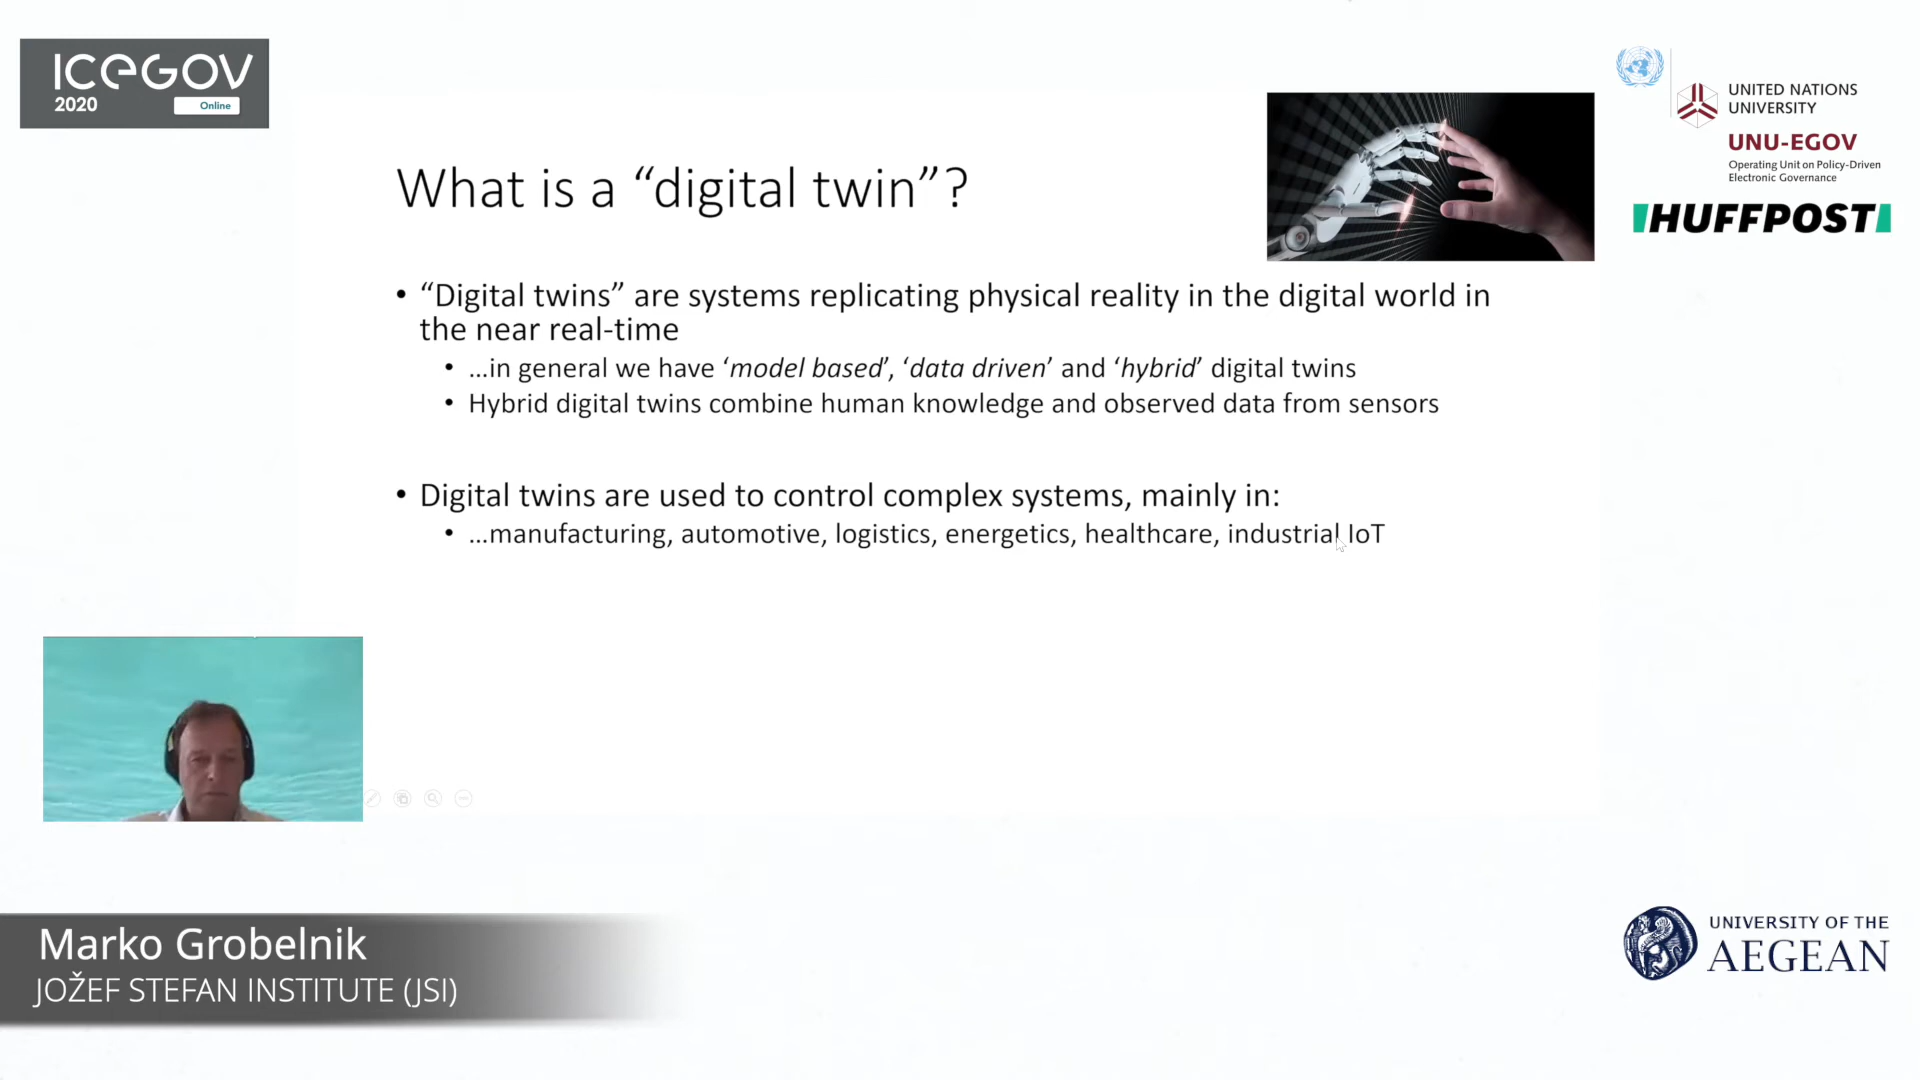 ICEGOV
2020
Online
UNITED NATIONS
UNIVERSITY
UNU-EGOV
Operating Unit on Policy-Driven
Electronic Governance
HUFFPOST
What is a “digital twin”?
• “Digital twins” are systems replicating physical reality in the digital world in
the near real-time
• …in general we have ‘model based’, ‘data driven’ and ‘hybrid’ digital twins
• Hybrid digital twins combine human knowledge and observed data from sensors
• Digital twins are used to control complex systems, mainly in:
• …manufacturing, automotive, logistics, energetics, healthcare, industrial IoT
Marko Grobelnik
JOŽEF STEFAN INSTITUTE (JSI)
UNIVERSITY OF THE
AEGEAN